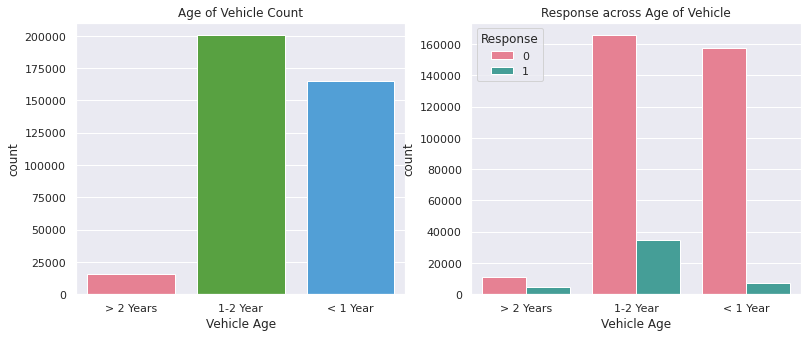 Age of Vehicle Count
200000
175000
150000
125000
100000
75000
50000
25000
0
count
> 2 Years
1-2 Year
< 1 Year
Vehicle Age
Response across Age of Vehicle
Response
0
1
160000
140000
120000
100000
80000
60000
40000
20000
0
count
> 2 Years
1-2 Year
< 1 Year
Vehicle Age